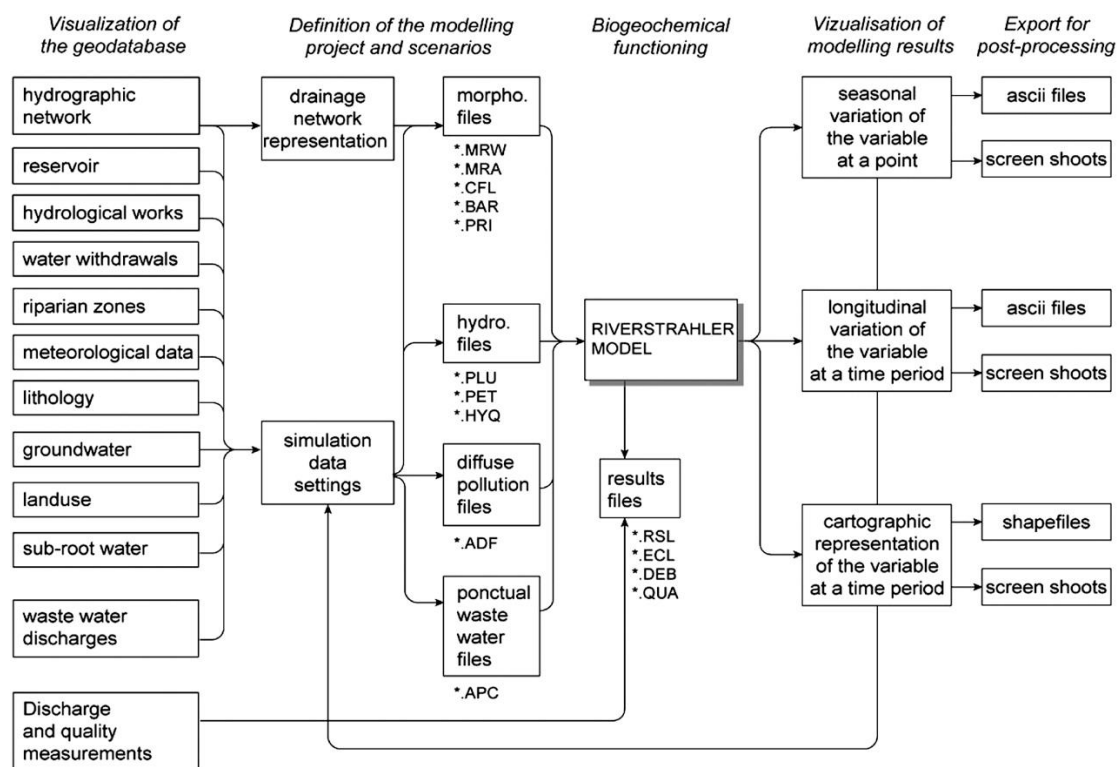 Visualization of
the geodatabase
Definition of the modelling
project and scenarios
Biogeochemical
functioning
Vizualisation of
modelling results
Export for
post-processing
hydrographic
network
reservoir
hydrological works
water withdrawals
riparian zones
meteorological data
lithology
groundwater
landuse
sub-root water
waste water
discharges
Discharge
and quality
measurements
drainage
network
representation
simulation
data
settings
morpho.
files
*.MRW
*.MRA
*.CFL
*.BAR
*.PRI
hydro.
files
*.PLU
*.PET
*.HYQ
diffuse
pollution
files
*.ADF
ponctual
waste
water
files
*.APC
RIVERSTRAHLER
MODEL
results
files
*.RSL
*.ECL
*.DEB
*.QUA
seasonal
variation
of the
variable
at a point
longitudinal
variation of
the variable
at a time period
cartographic
representation
of the variable
at a time period
ascii files
screen shoots
ascii files
screen shoots
shapefiles
screen shoots